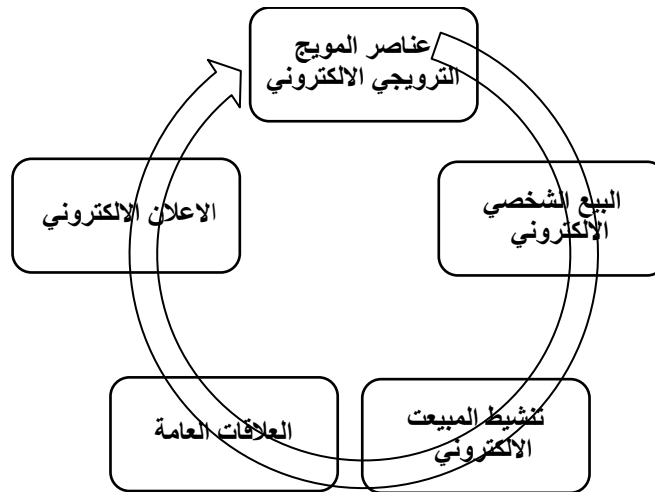 عناصر المويج
الترويجي الالكتروني
البيع الشخصي
الالكتروني
تنشيط المبيعت
الالكتروني
العلاقات العامة
الاعلان الالكتروني